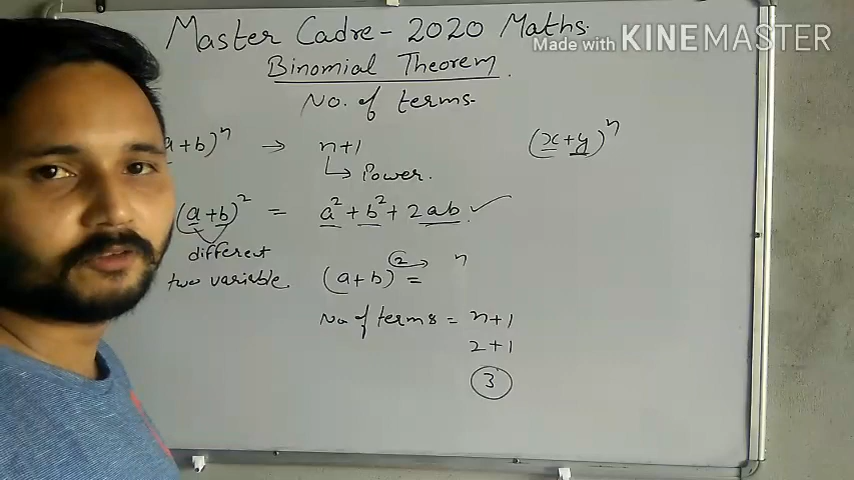 Master Cadre - 2020 Maths.
Made with KINEMASTER
Binomial Theorem.
No. of terms.
a + b)ⁿ → n+1
(x+y)ⁿ
↳ Power.
(a+b)² = a² + b² + 2ab ✓
different
two variable.
(a+b)² → n
=
No. of terms = n+1
2+1
3